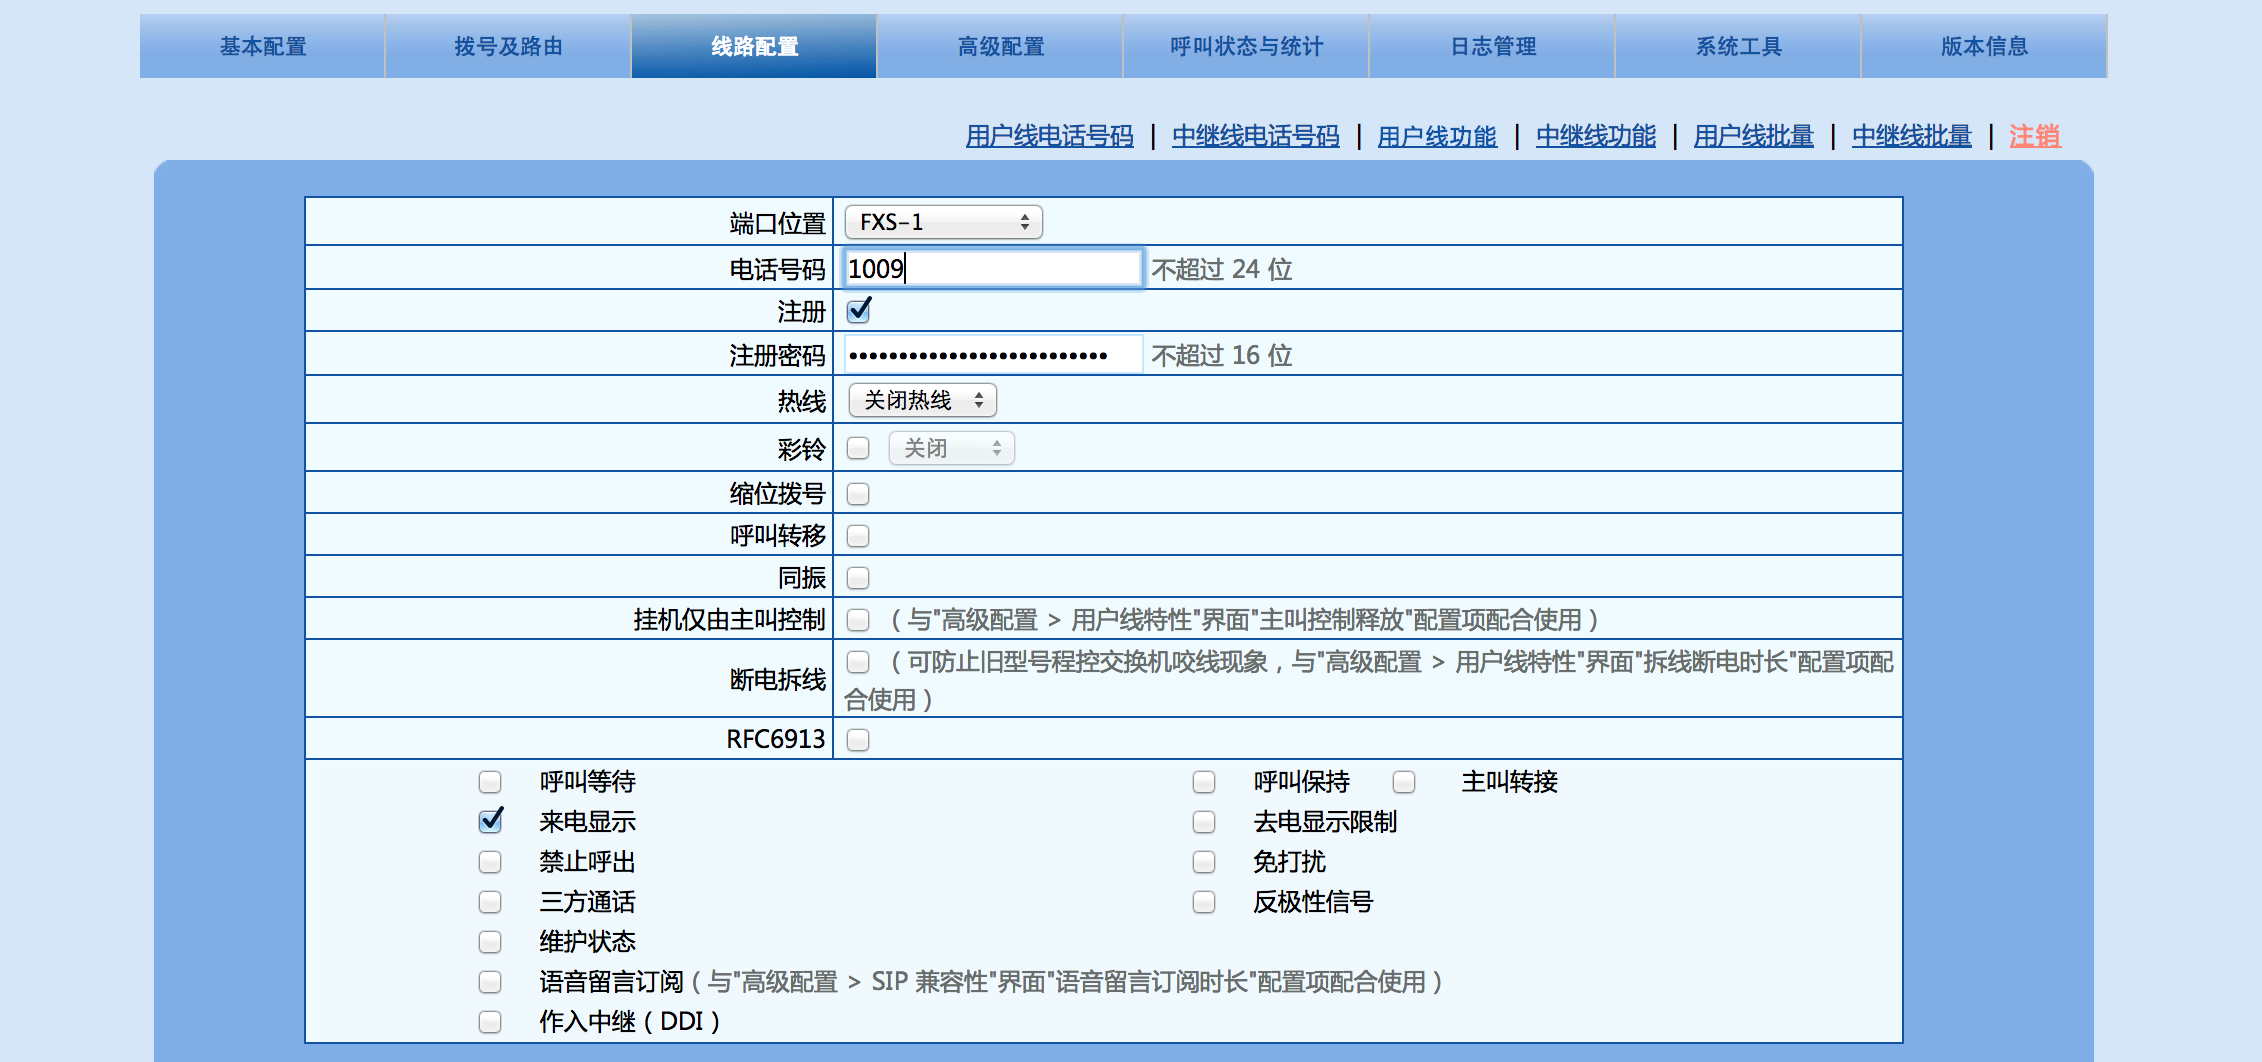 基本配置 拨号及路由 线路配置 高级配置 呼叫状态与统计 日志管理 系统工具 版本信息
用户线电话号码 | 中继线电话号码 | 用户线功能 | 中继线功能 | 用户线批量 | 中继线批量 | 注销
端口位置 FXS-1
电话号码 1009 不超过 24 位
注册
注册密码 •••••••••••••••••••••••••• 不超过 16 位
热线 关闭热线
彩铃 关闭
缩位拨号
呼叫转移
同振
挂机仅由主叫控制 （与"高级配置 > 用户线特性"界面"主叫控制释放"配置项配合使用）
断电拆线 （可防止旧型号程控交换机咬线现象，与"高级配置 > 用户线特性"界面"拆线断电时长"配置项配
合使用）
RFC6913
呼叫等待 呼叫保持 主叫转接
来电显示 去电显示限制
禁止呼出 免打扰
三方通话 反极性信号
维护状态
语音留言订阅（与"高级配置 > SIP 兼容性"界面"语音留言订阅时长"配置项配合使用）
作入中继（DDI）